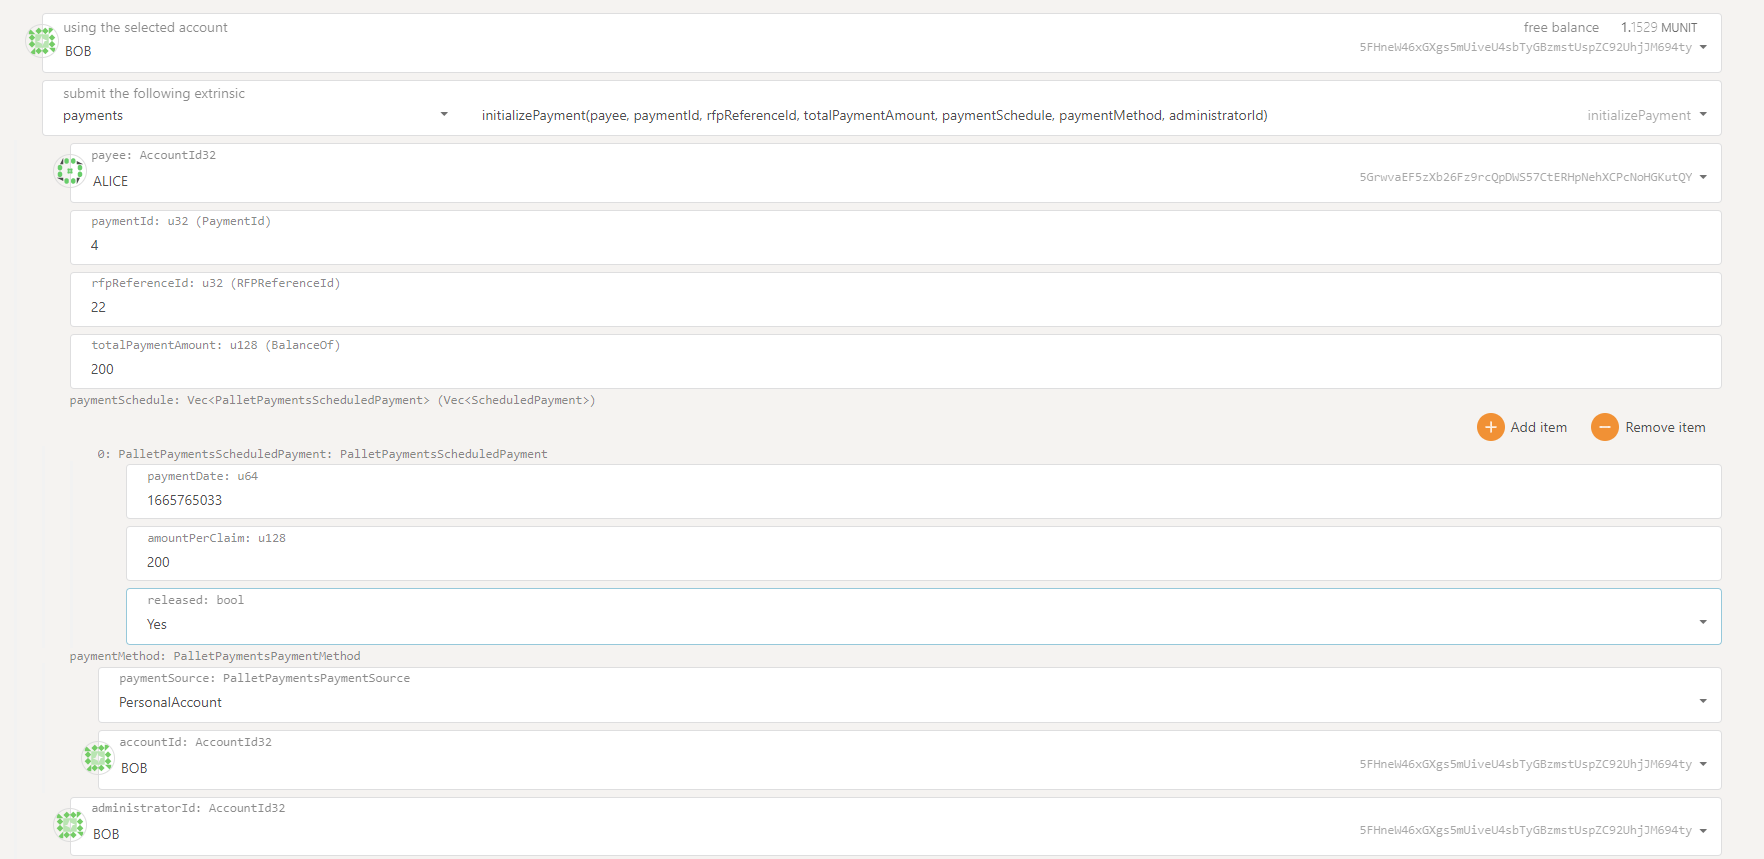 using the selected account
free balance 1.1529 MUNIT
BOB
5FHneW46xGXgs5mUiveU4sbTyGBzmstUspZC92UhjJM694ty
submit the following extrinsic
payments
initializePayment(payee, paymentId, rfpReferenceId, totalPaymentAmount, paymentSchedule, paymentMethod, administratorId)
initializePayment
payee: AccountId32
ALICE
5GrwvaEF5zXb26Fz9rcQpDWS57CtERHpNehXCPcNoHGKutQY
paymentId: u32 (PaymentId)
4
rfpReferenceId: u32 (RFPReferenceId)
22
totalPaymentAmount: u128 (BalanceOf)
200
paymentSchedule: Vec<PalletPaymentsScheduledPayment> (Vec<ScheduledPayment>)
Add item
Remove item
0: PalletPaymentsScheduledPayment: PalletPaymentsScheduledPayment
paymentDate: u64
1665765033
amountPerClaim: u128
200
released: bool
Yes
paymentMethod: PalletPaymentsPaymentMethod
paymentSource: PalletPaymentsPaymentSource
PersonalAccount
accountId: AccountId32
BOB
5FHneW46xGXgs5mUiveU4sbTyGBzmstUspZC92UhjJM694ty
administratorId: AccountId32
BOB
5FHneW46xGXgs5mUiveU4sbTyGBzmstUspZC92UhjJM694ty